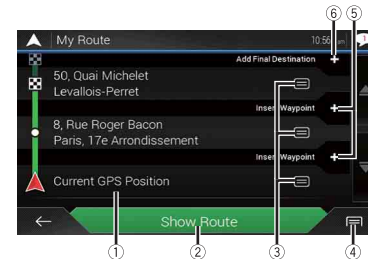 ⑥ ⑤
My Route 10:56 am
Add Final Destination +
50, Quai Michelet
Levallois-Perret
Insert Waypoint +
8, Rue Roger Bacon
Paris, 17e Arrondissement
Insert Waypoint +
Current GPS Position
Show Route
① ② ③ ④